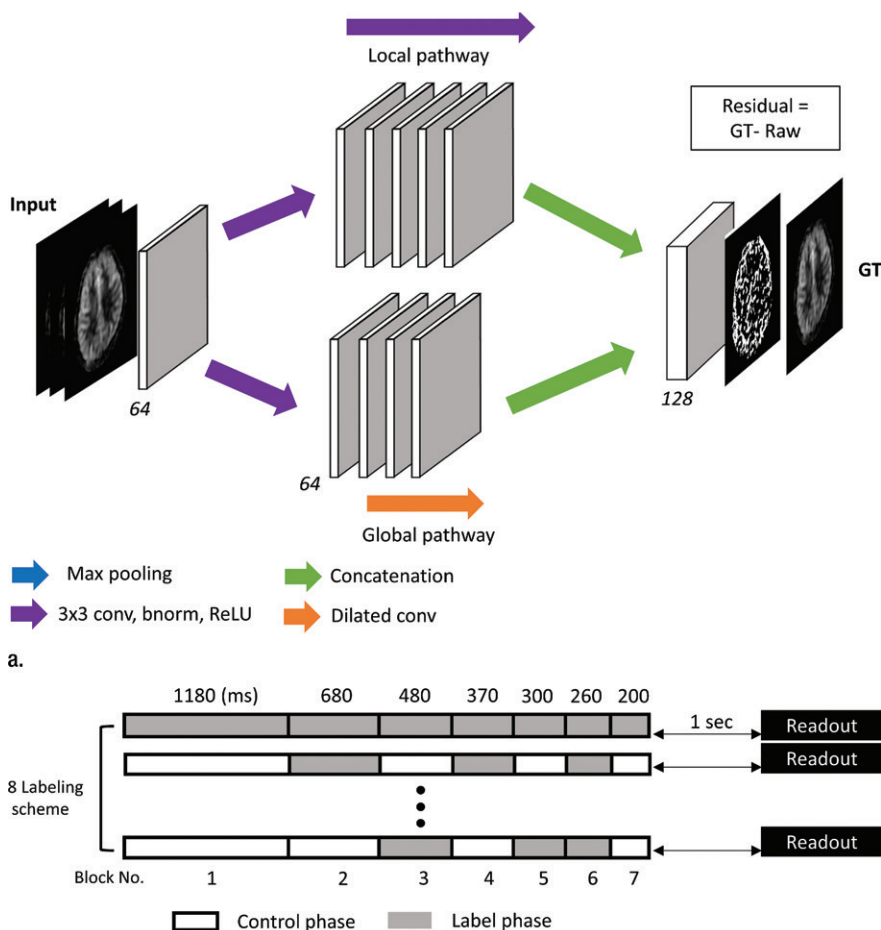 Local pathway
Residual =
GT- Raw
Input
GT
64
128
64
Global pathway
Max pooling
Concatenation
3x3 conv, bnorm, ReLU
Dilated conv
a.
1180 (ms) 680 480 370 300 260 200
1 sec
Readout
Readout
8 Labeling
scheme
Readout
Block No. 1 2 3 4 5 6 7
Control phase
Label phase